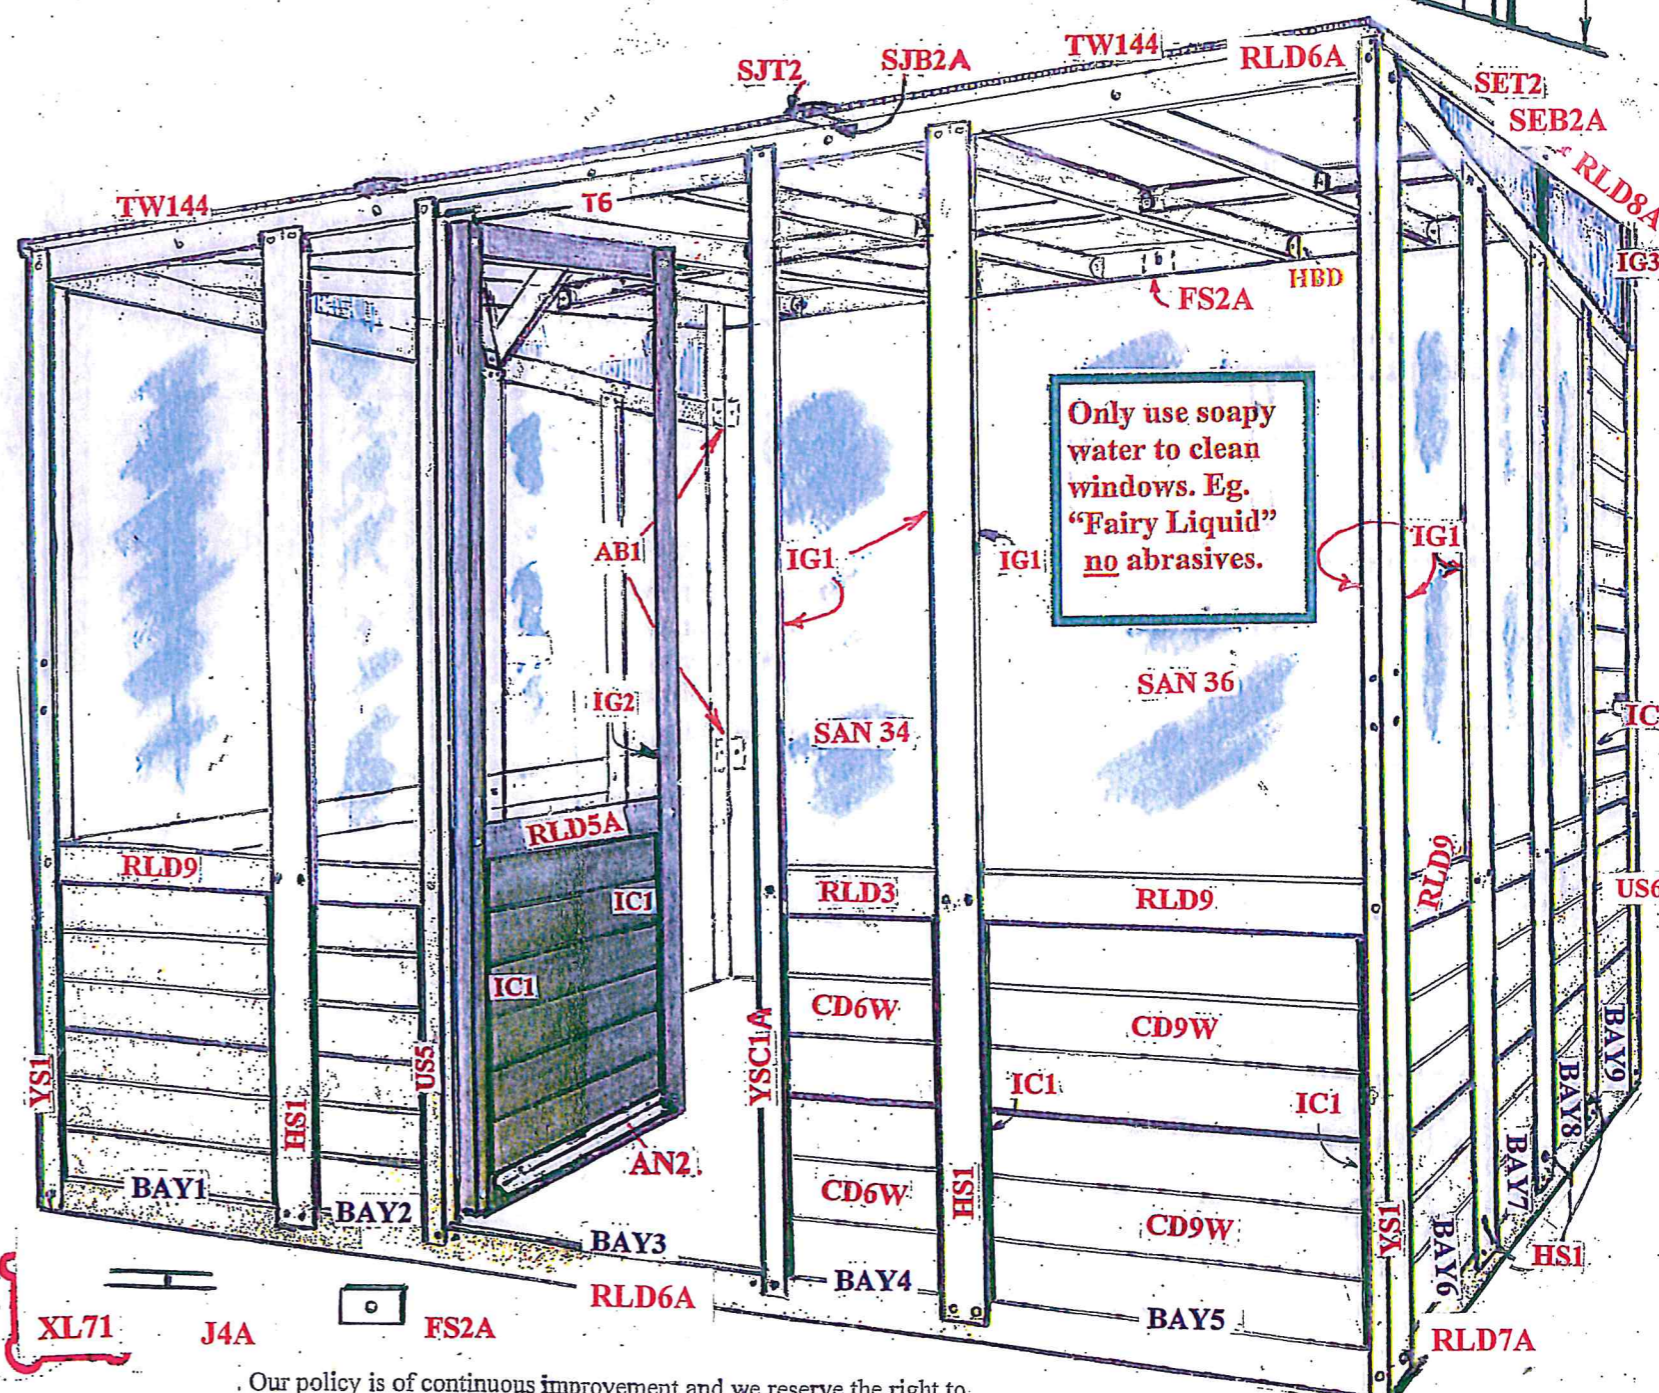 TW144
SJT2
SJB2A
TW144
RLD6A
SET2
SEB2A
RLD8A
IG3
T6
HBD
FS2A
Only use soapy
water to clean
windows. Eg.
“Fairy Liquid”
no abrasives.
AB1
IG1
IG1
IG1
IG2
SAN 34
SAN 36
IC
RLD5A
RLD9
RLD3
RLD9
RLD9
US6
IC1
IC1
CD6W
CD9W
YS1
HS1
US5
YSC1A
IC1
IC1
AN2.
CD6W
HS1
CD9W
YS1
BAY1
BAY2
BAY3
BAY4
BAY5
BAY6
BAY7
BAY8
BAY9
HS1
RLD6A
RLD7A
XL71
J4A
FS2A
. Our policy is of continuous improvement and we reserve the right to